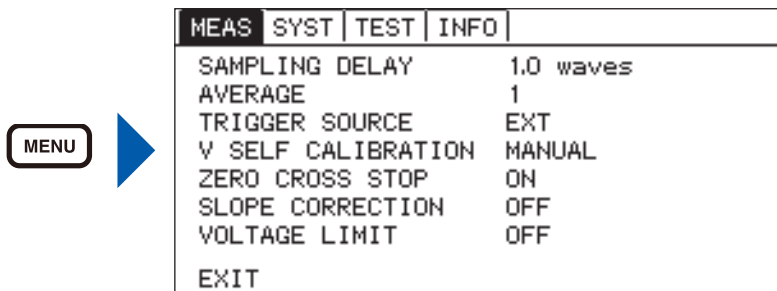 MEAS SYST TEST INFO
MENU
SAMPLING DELAY 1.0 waves
AVERAGE 1
TRIGGER SOURCE EXT
V SELF CALIBRATION MANUAL
ZERO CROSS STOP ON
SLOPE CORRECTION OFF
VOLTAGE LIMIT OFF
EXIT